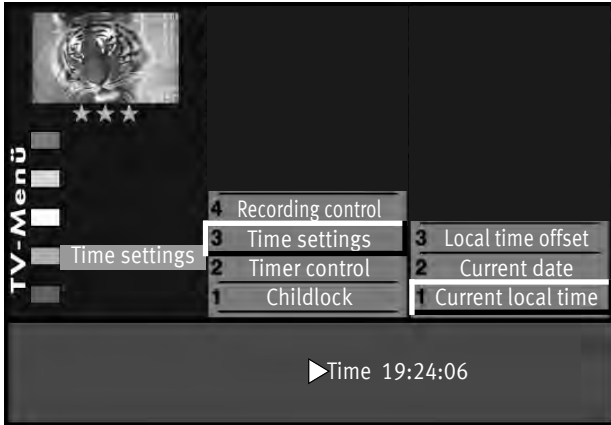 TV-Menü
Time settings
4 Recording control
3 Time settings
2 Timer control
1 Childlock
3 Local time offset
2 Current date
1 Current local time
Time 19:24:06